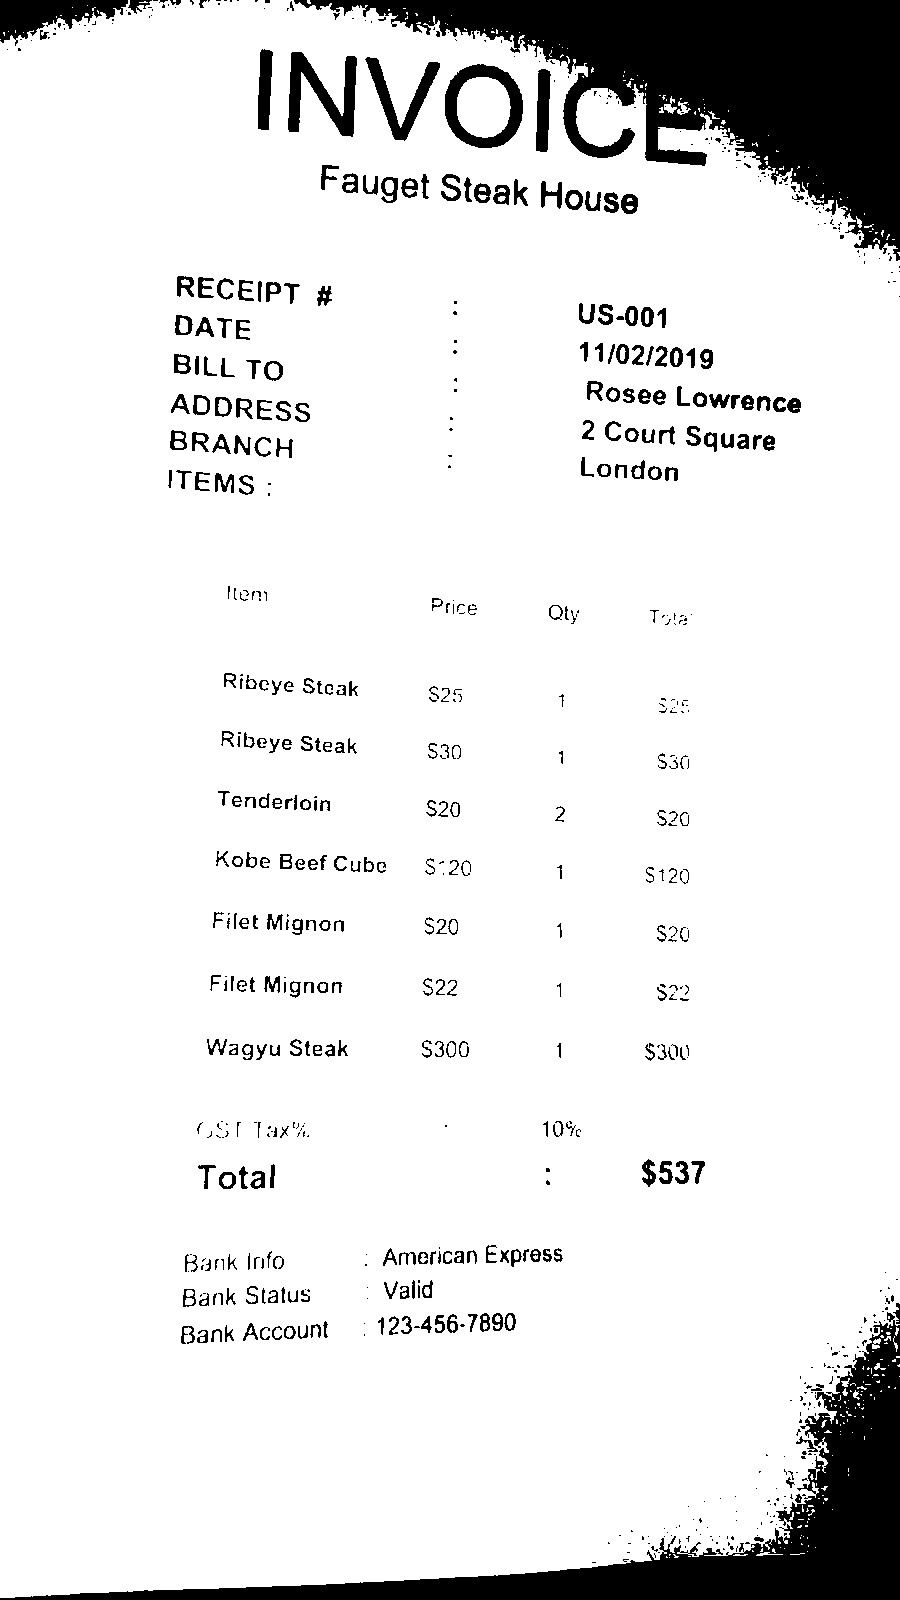 INVOICE
Fauget Steak House
RECEIPT # : US-001
DATE : 11/02/2019
BILL TO : Rosee Lowrence
ADDRESS : 2 Court Square
BRANCH : London
ITEMS :
Item Price Qty Total
Ribeye Steak $25 1 $25
Ribeye Steak $30 1 $30
Tenderloin $20 2 $20
Kobe Beef Cube $120 1 $120
Filet Mignon $20 1 $20
Filet Mignon $22 1 $22
Wagyu Steak $300 1 $300
GST Tax% : 10%
Total : $537
Bank Info : American Express
Bank Status : Valid
Bank Account : 123-456-7890